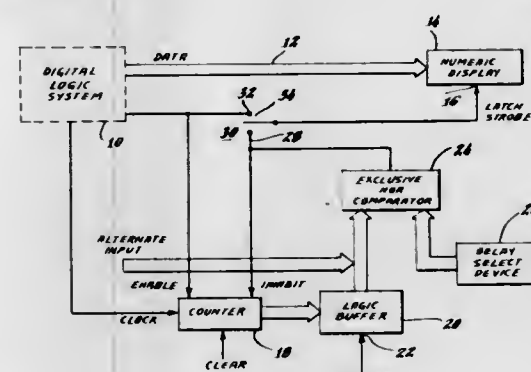 DATA
12
14
DIGITAL
LOGIC
SYSTEM
NUMERIC
DISPLAY
10
32
34
16
LATCH
STROBE
30
28
24
EXCLUSIVE
NOR
COMPARATOR
ALTERNATE
INPUT
DELAY
SELECT
DEVICE
ENABLE
INHIBIT
COUNTER
LOGIC
BUFFER
20
CLOCK
18
22
CLEAR